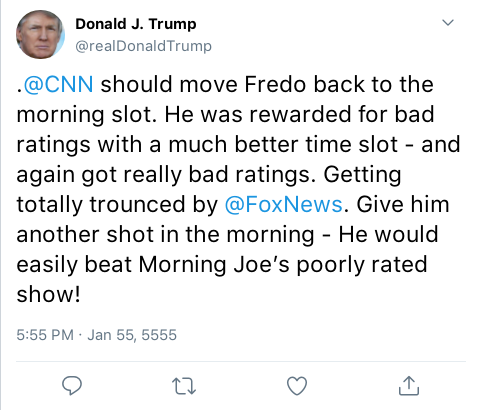 Donald J. Trump
@realDonaldTrump
.@CNN should move Fredo back to the
morning slot. He was rewarded for bad
ratings with a much better time slot - and
again got really bad ratings. Getting
totally trounced by @FoxNews. Give him
another shot in the morning - He would
easily beat Morning Joe’s poorly rated
show!
5:55 PM · Jan 55, 5555